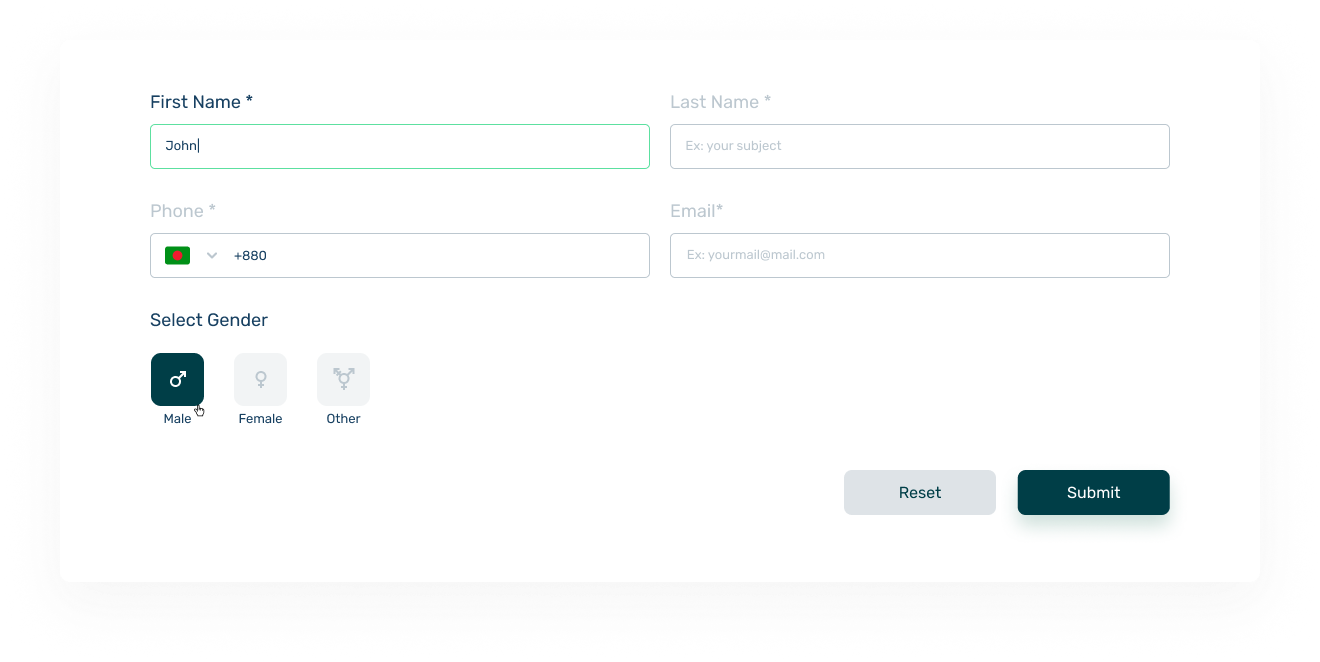 First Name *
Last Name *
John
Ex: your subject
Phone *
Email*
+880
Ex: yourmail@mail.com
Select Gender
Male
Female
Other
Reset
Submit